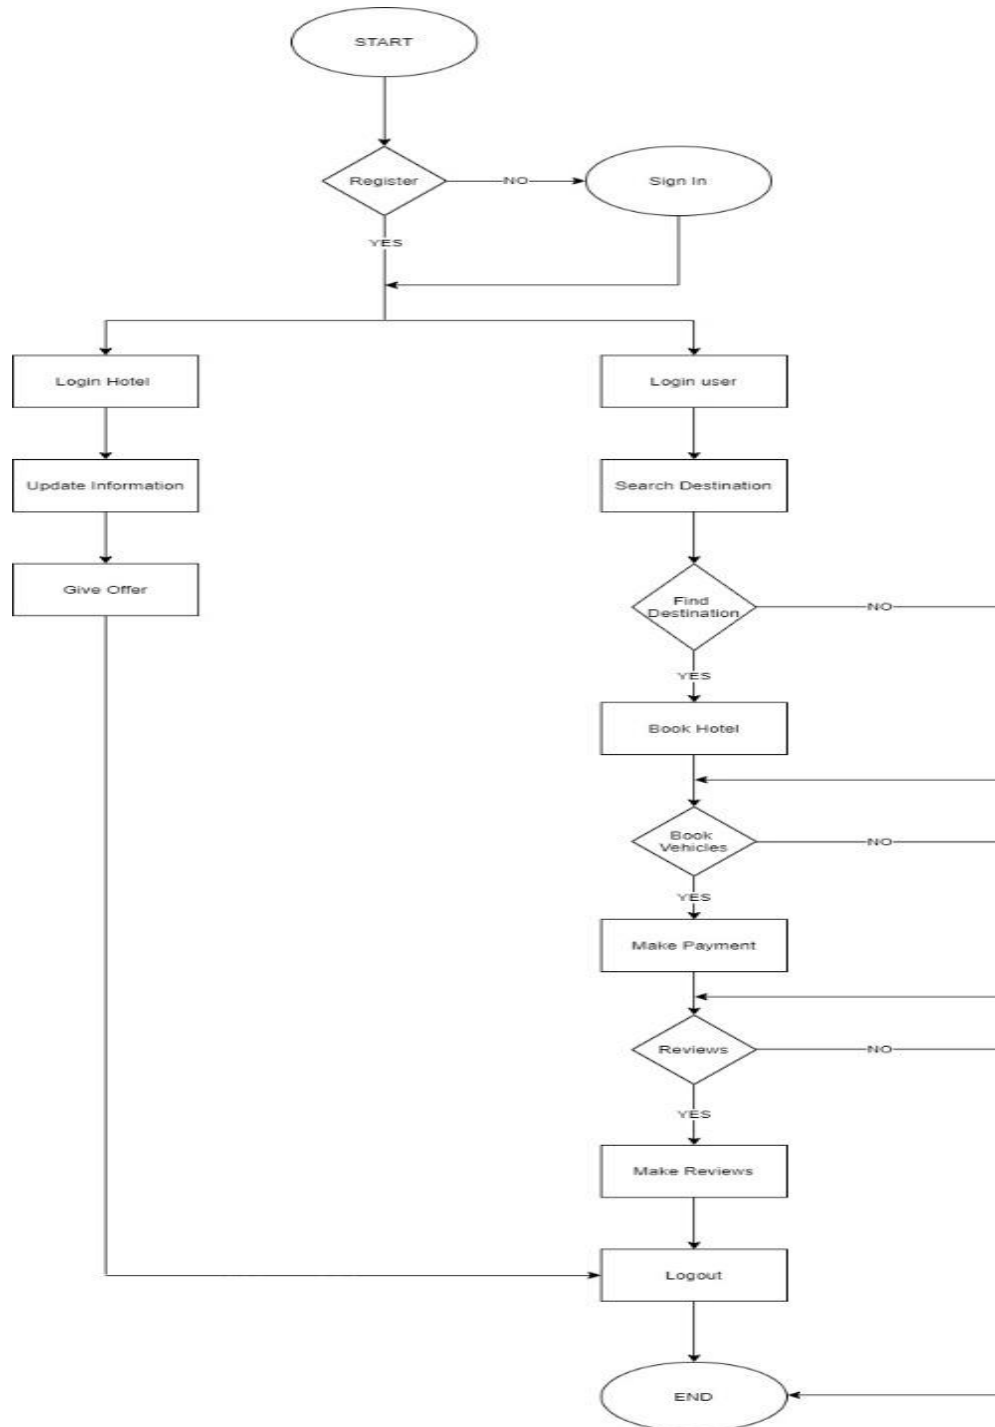 START
Register
NO
Sign In
YES
Login Hotel
Login user
Update Information
Search Destination
Give Offer
Find
Destination
NO
YES
Book Hotel
Book
Vehicles
NO
YES
Make Payment
Reviews
NO
YES
Make Reviews
Logout
END